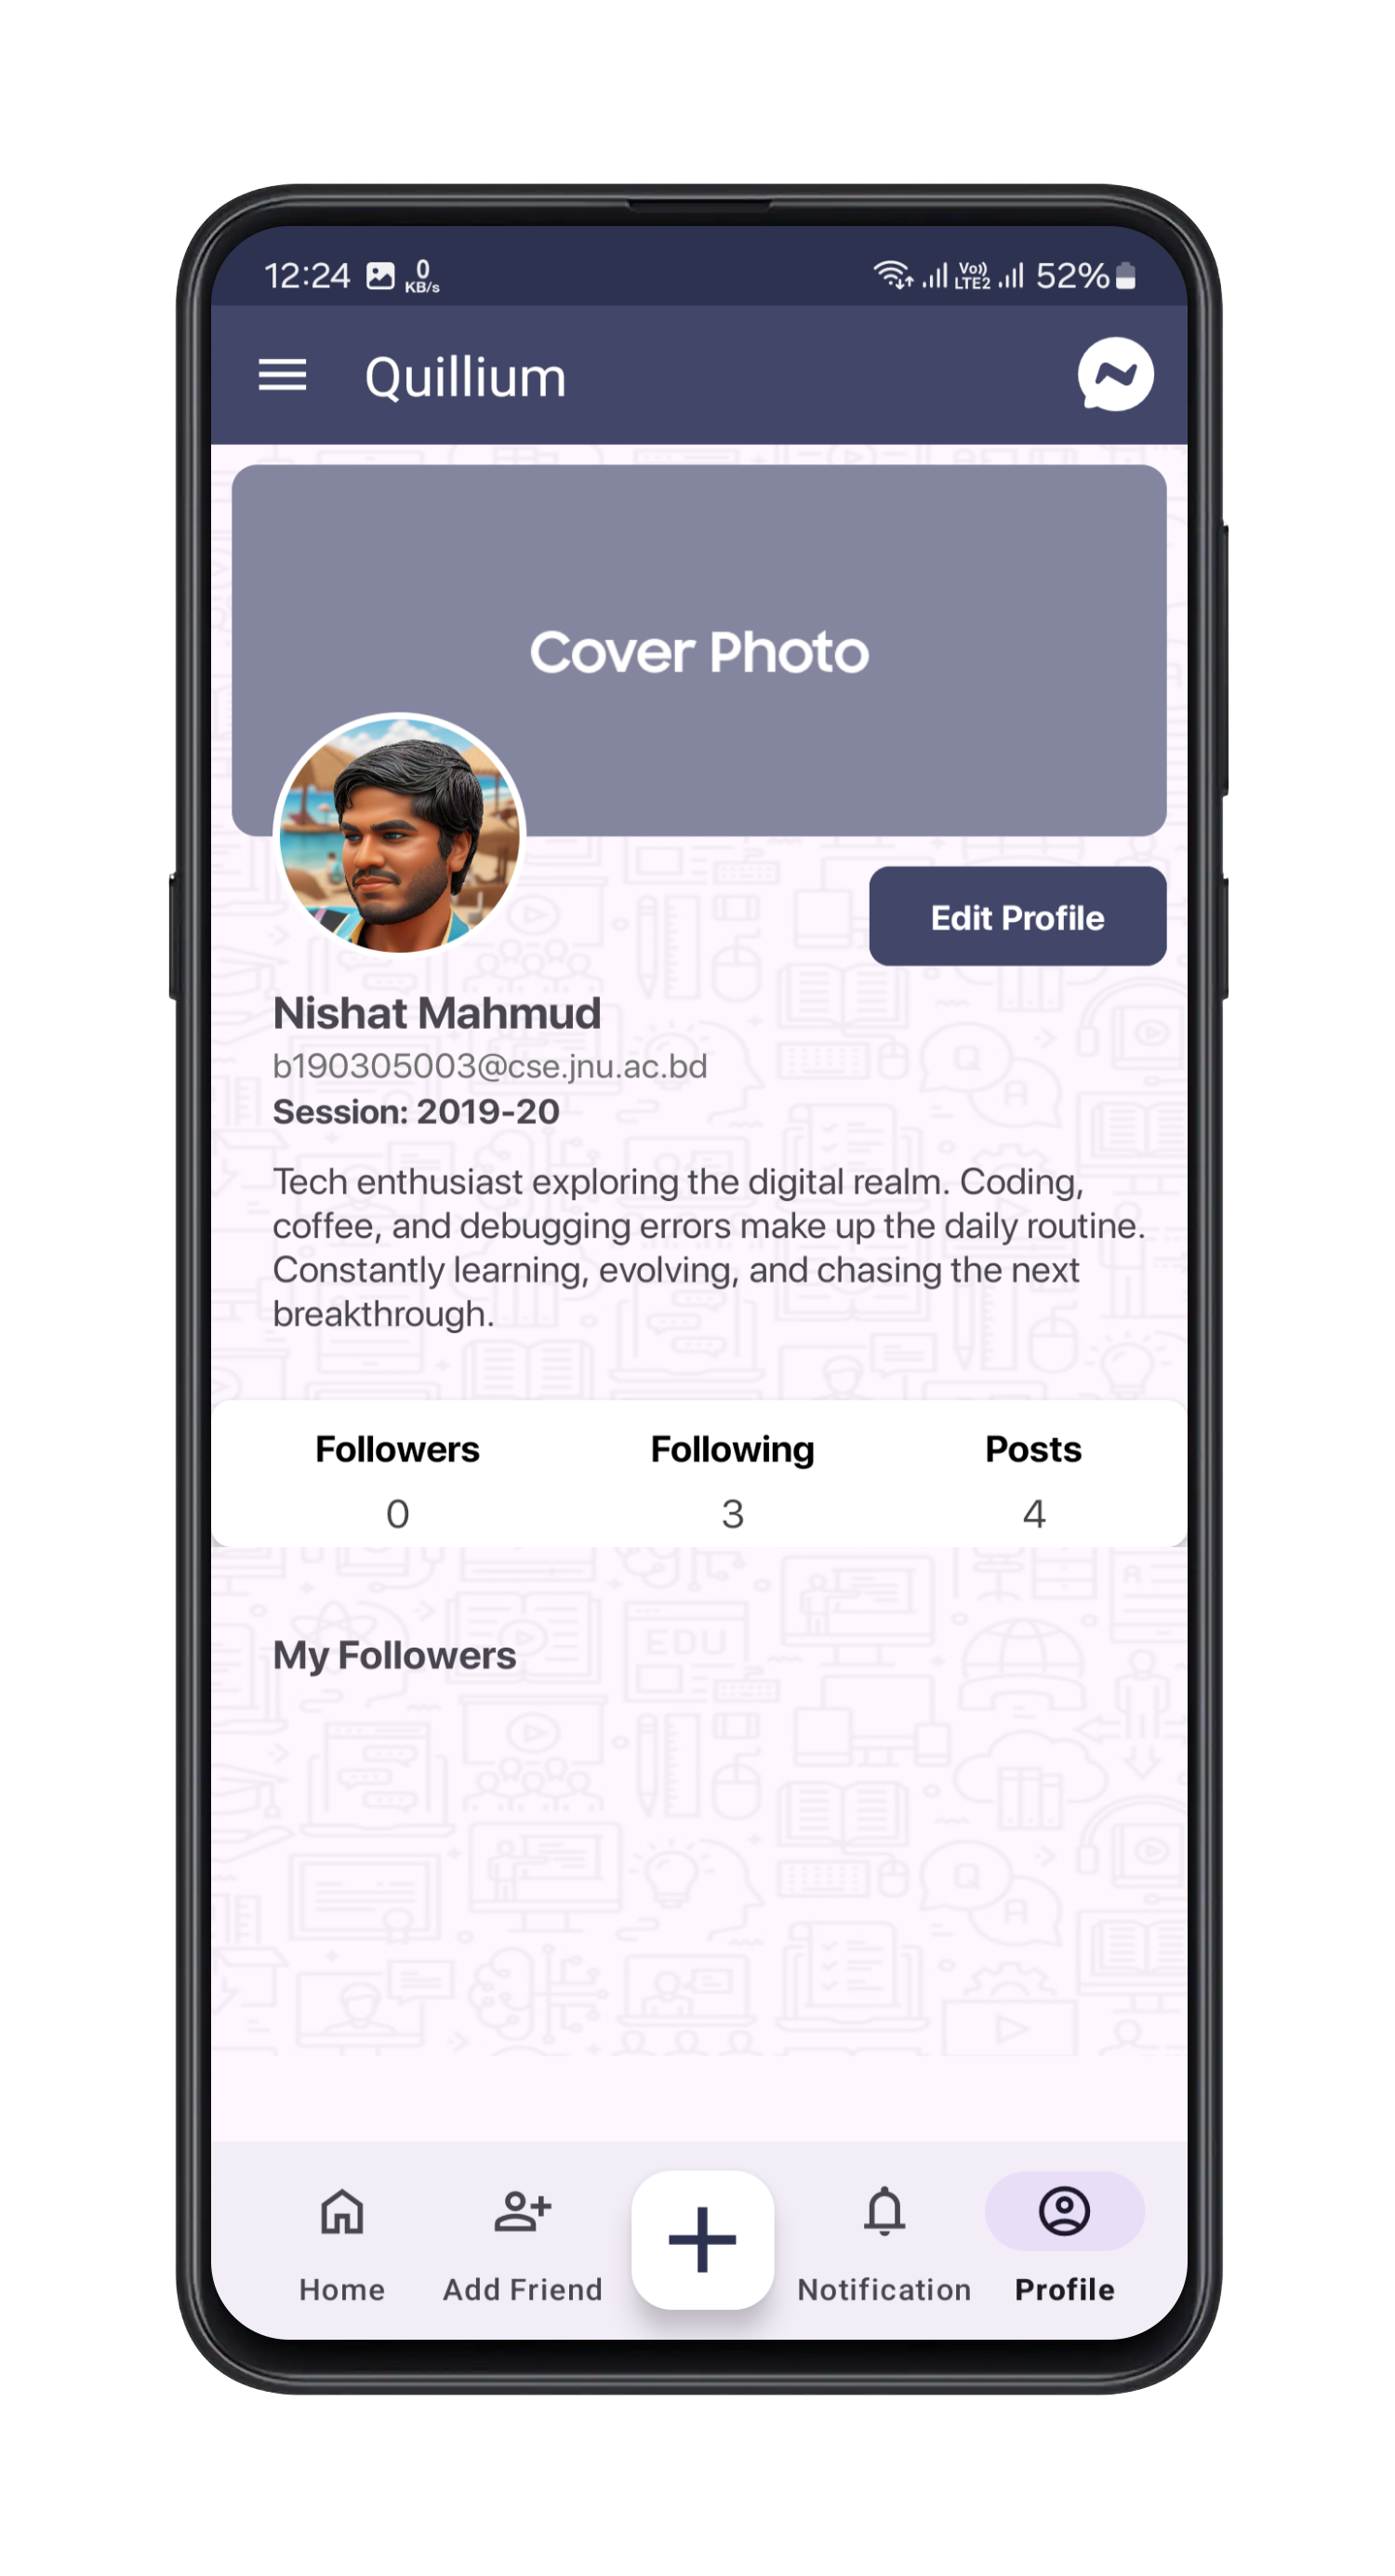 12:24 0 KB/s Vo)) LTE2 52%
Quillium
Cover Photo
Edit Profile
Nishat Mahmud
b190305003@cse.jnu.ac.bd
Session: 2019-20
Tech enthusiast exploring the digital realm. Coding,
coffee, and debugging errors make up the daily routine.
Constantly learning, evolving, and chasing the next
breakthrough.
Followers Following Posts
0 3 4
EDU
My Followers
Home Add Friend Notification Profile